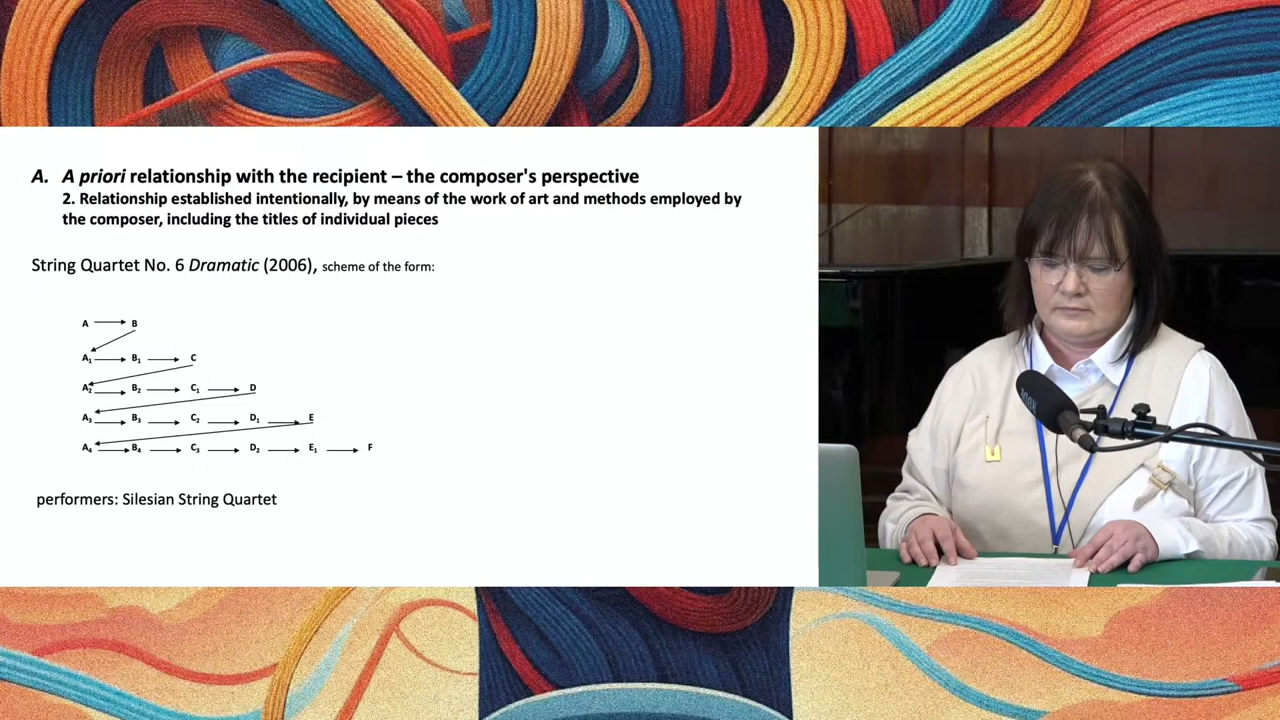 A. A priori relationship with the recipient – the composer's perspective
2. Relationship established intentionally, by means of the work of art and methods employed by
the composer, including the titles of individual pieces
String Quartet No. 6 Dramatic (2006), scheme of the form:
A → B
A₁ → B₁ → C
A₂ → B₂ → C₁ → D
A₃ → B₃ → C₂ → D₁ → E
A₄ → B₄ → C₃ → D₂ → E₁ → F
performers: Silesian String Quartet